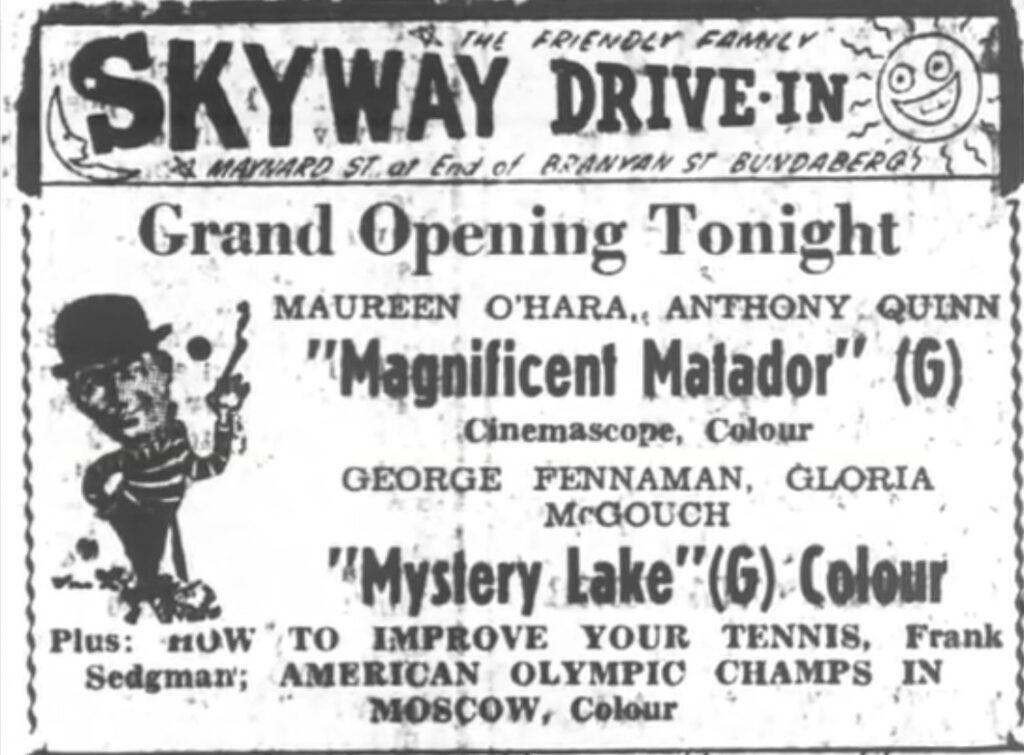 THE FRIENDLY FAMILY
SKYWAY DRIVE-IN
MAYNARD ST. at End of BRANYAN ST BUNDABERG
Grand Opening Tonight
MAUREEN O'HARA, ANTHONY QUINN
"Magnificent Matador" (G)
Cinemascope, Colour
GEORGE FENNAMAN, GLORIA
McGOUCH
"Mystery Lake" (G) Colour
Plus: HOW TO IMPROVE YOUR TENNIS, Frank
Sedgman; AMERICAN OLYMPIC CHAMPS IN
MOSCOW, Colour